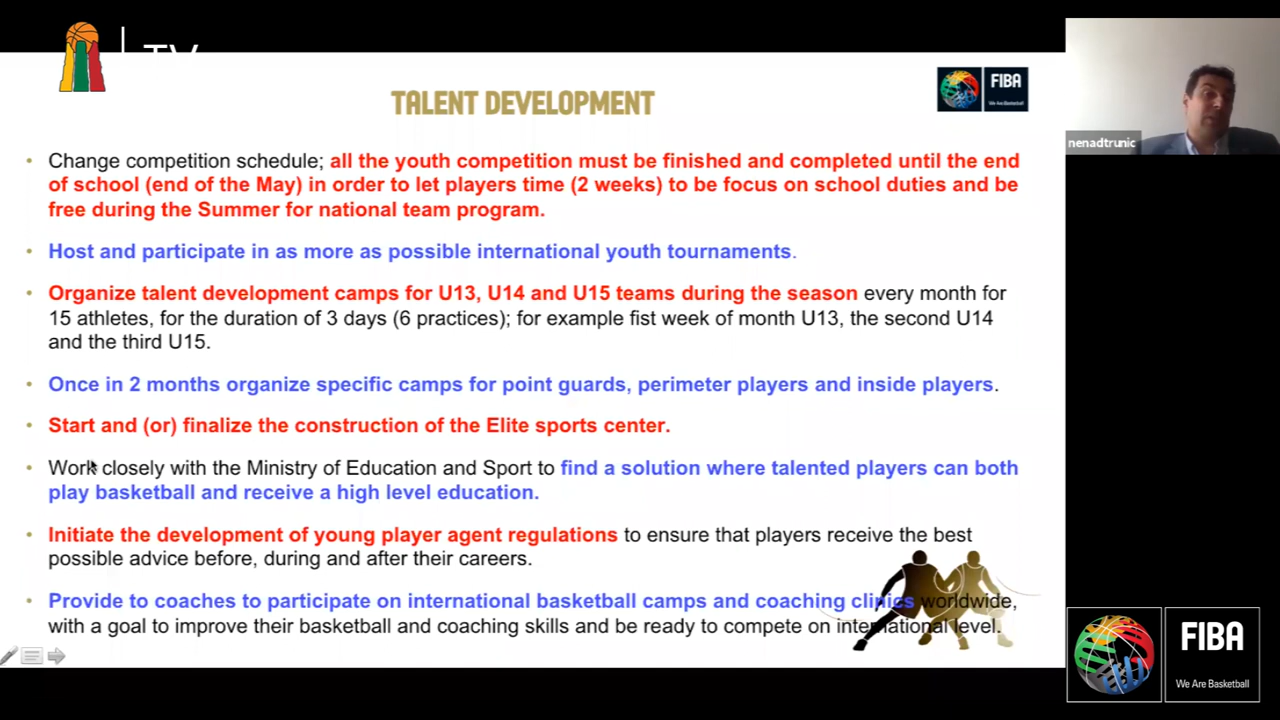 TV
TALENT DEVELOPMENT
FIBA
We Are Basketball
nenadtrunic
• Change competition schedule; all the youth competition must be finished and completed until the end
of school (end of the May) in order to let players time (2 weeks) to be focus on school duties and be
free during the Summer for national team program.
• Host and participate in as more as possible international youth tournaments.
• Organize talent development camps for U13, U14 and U15 teams during the season every month for
15 athletes, for the duration of 3 days (6 practices); for example fist week of month U13, the second U14
and the third U15.
• Once in 2 months organize specific camps for point guards, perimeter players and inside players.
• Start and (or) finalize the construction of the Elite sports center.
• Work closely with the Ministry of Education and Sport to find a solution where talented players can both
play basketball and receive a high level education.
• Initiate the development of young player agent regulations to ensure that players receive the best
possible advice before, during and after their careers.
• Provide to coaches to participate on international basketball camps and coaching clinics worldwide,
with a goal to improve their basketball and coaching skills and be ready to compete on international level.
FIBA
We Are Basketball